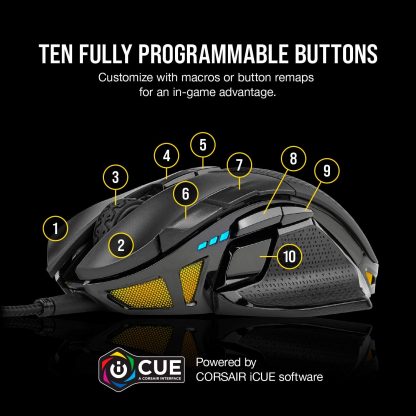 TEN FULLY PROGRAMMABLE BUTTONS
Customize with macros or button remaps
for an in-game advantage.
5
4
8
7
3
9
6
1
2
10
iCUE
A CORSAIR INTERFACE
Powered by
CORSAIR iCUE software